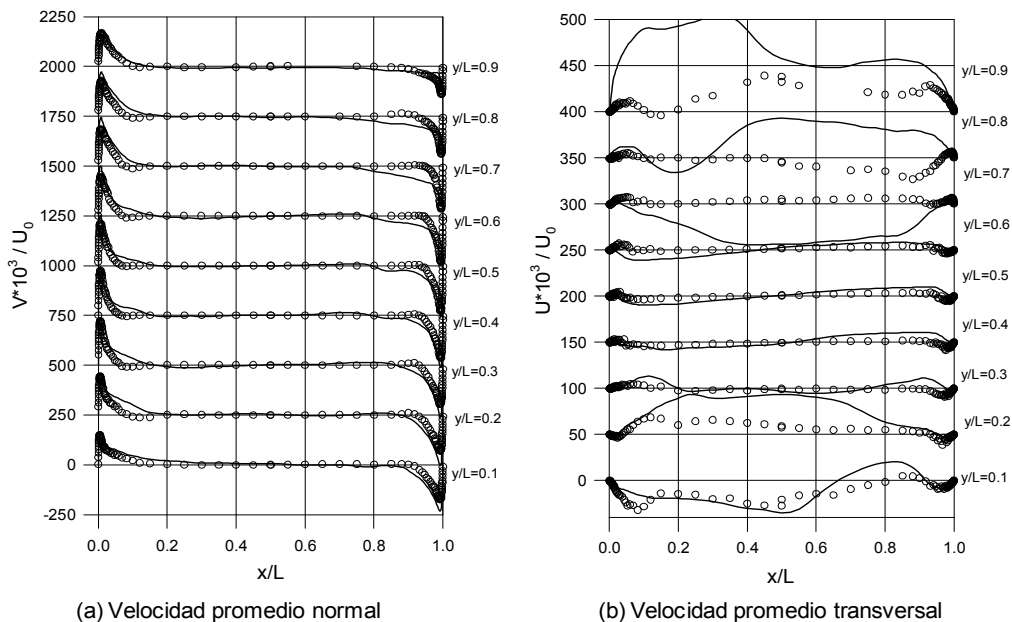 2250
2000
1750
1500
1250
1000
750
500
250
0
-250
V*10³ / U₀
0.0 0.2 0.4 0.6 0.8 1.0
x/L
y/L=0.9
y/L=0.8
y/L=0.7
y/L=0.6
y/L=0.5
y/L=0.4
y/L=0.3
y/L=0.2
y/L=0.1
(a) Velocidad promedio normal
500
450
400
350
300
250
200
150
100
50
0
U*10³ / U₀
0.0 0.2 0.4 0.6 0.8 1.0
x/L
y/L=0.9
y/L=0.8
y/L=0.7
y/L=0.6
y/L=0.5
y/L=0.4
y/L=0.3
y/L=0.2
y/L=0.1
(b) Velocidad promedio transversal